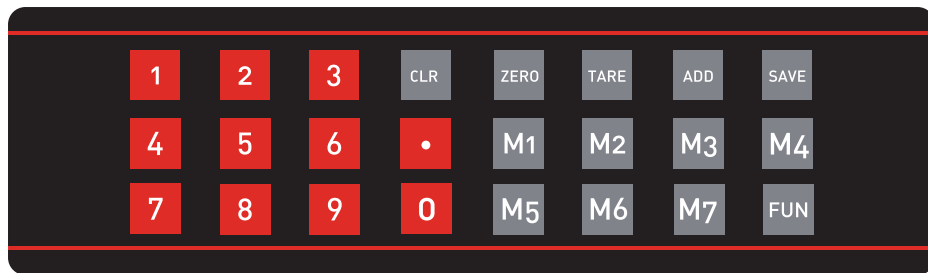 1 2 3 CLR ZERO TARE ADD SAVE
4 5 6 • M1 M2 M3 M4
7 8 9 0 M5 M6 M7 FUN